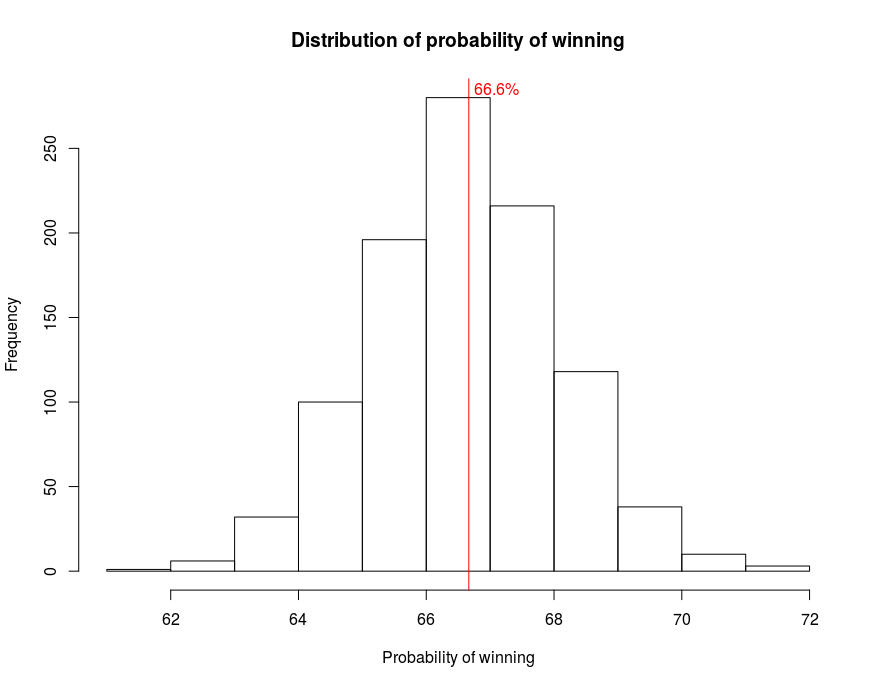 Distribution of probability of winning
66.6%
Frequency
250
200
150
100
50
0
62 64 66 68 70 72
Probability of winning